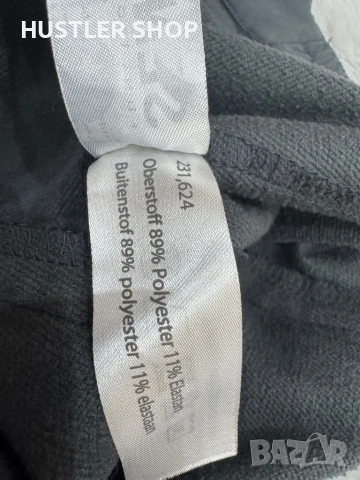 HUSTLER SHOP
231,624
Oberstoff 89% Polyester 11% Elastan
Buitenstof 89% polyester 11% elastaan
BAZAR